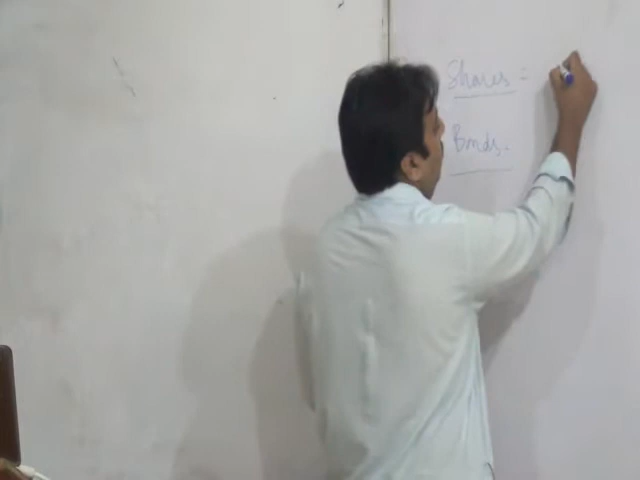 Shares =
Bonds -